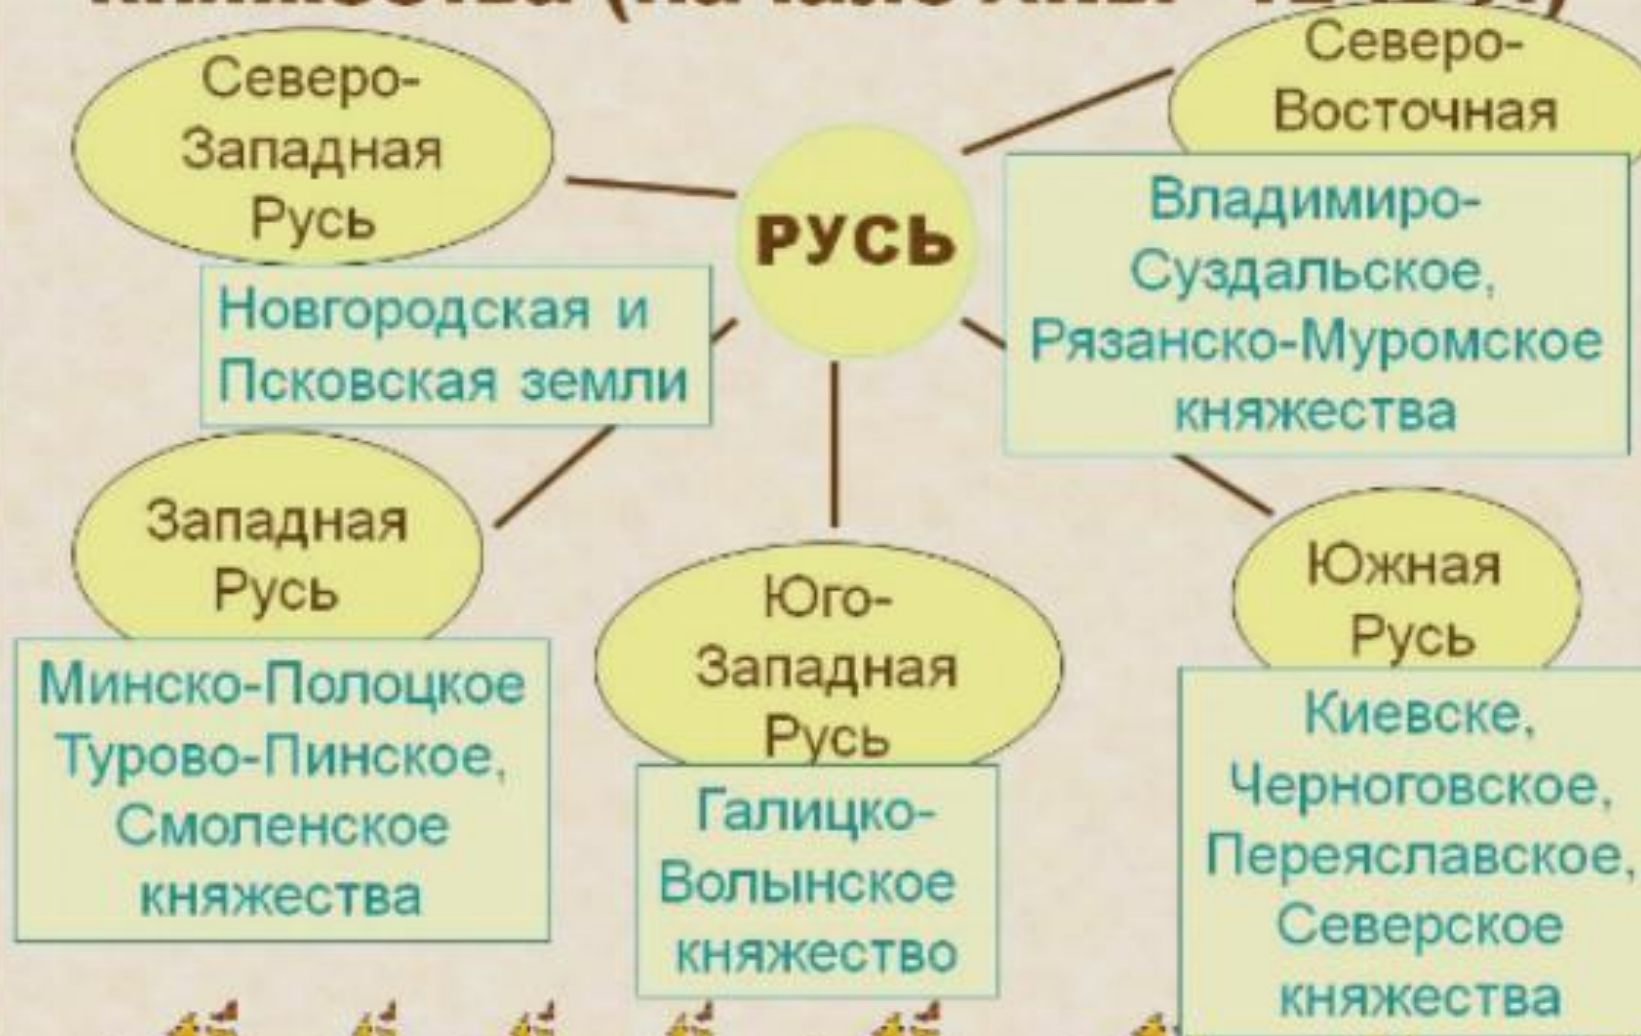 Северо-
Западная
Русь
Новгородская и
Псковская земли
РУСЬ
Северо-
Восточная
Владимиро-
Суздальское,
Рязанско-Муромское
княжества
Западная
Русь
Минско-Полоцкое
Турово-Пинское,
Смоленское
княжества
Юго-
Западная
Русь
Галицко-
Волынское
княжество
Южная
Русь
Киевске,
Черноговское,
Переяславское,
Северское
княжества